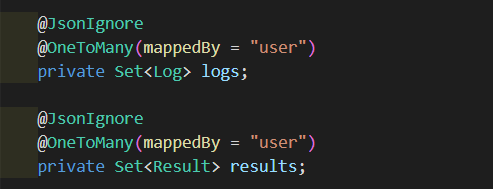 @JsonIgnore
@OneToMany(mappedBy = "user")
private Set<Log> logs;
@JsonIgnore
@OneToMany(mappedBy = "user")
private Set<Result> results;